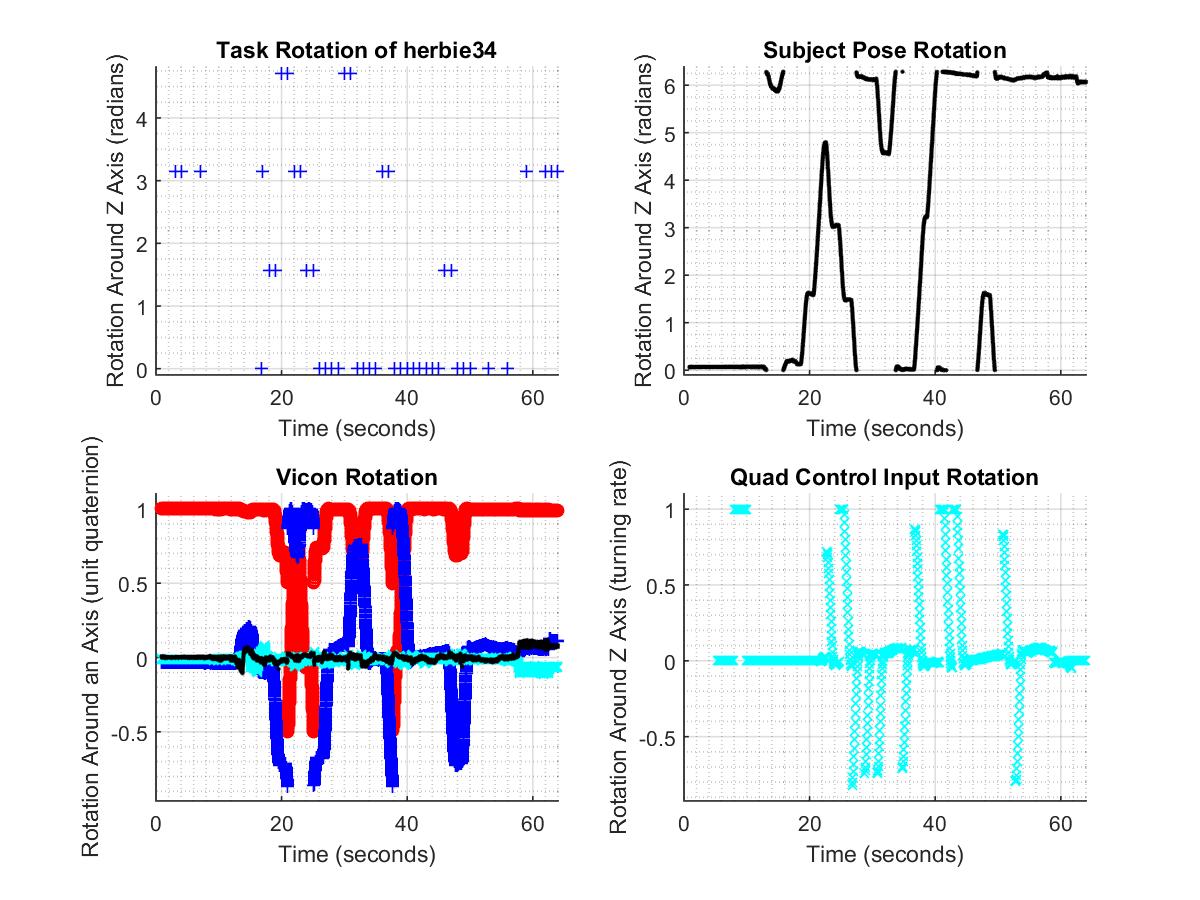 Task Rotation of herbie34
Rotation Around Z Axis (radians)
4
3
2
1
0
0 20 40 60
Time (seconds)
Subject Pose Rotation
Rotation Around Z Axis (radians)
6
5
4
3
2
1
0
0 20 40 60
Time (seconds)
Vicon Rotation
Rotation Around an Axis (unit quaternion)
1
0.5
0
-0.5
0 20 40 60
Time (seconds)
Quad Control Input Rotation
Rotation Around Z Axis (turning rate)
1
0.5
0
-0.5
0 20 40 60
Time (seconds)